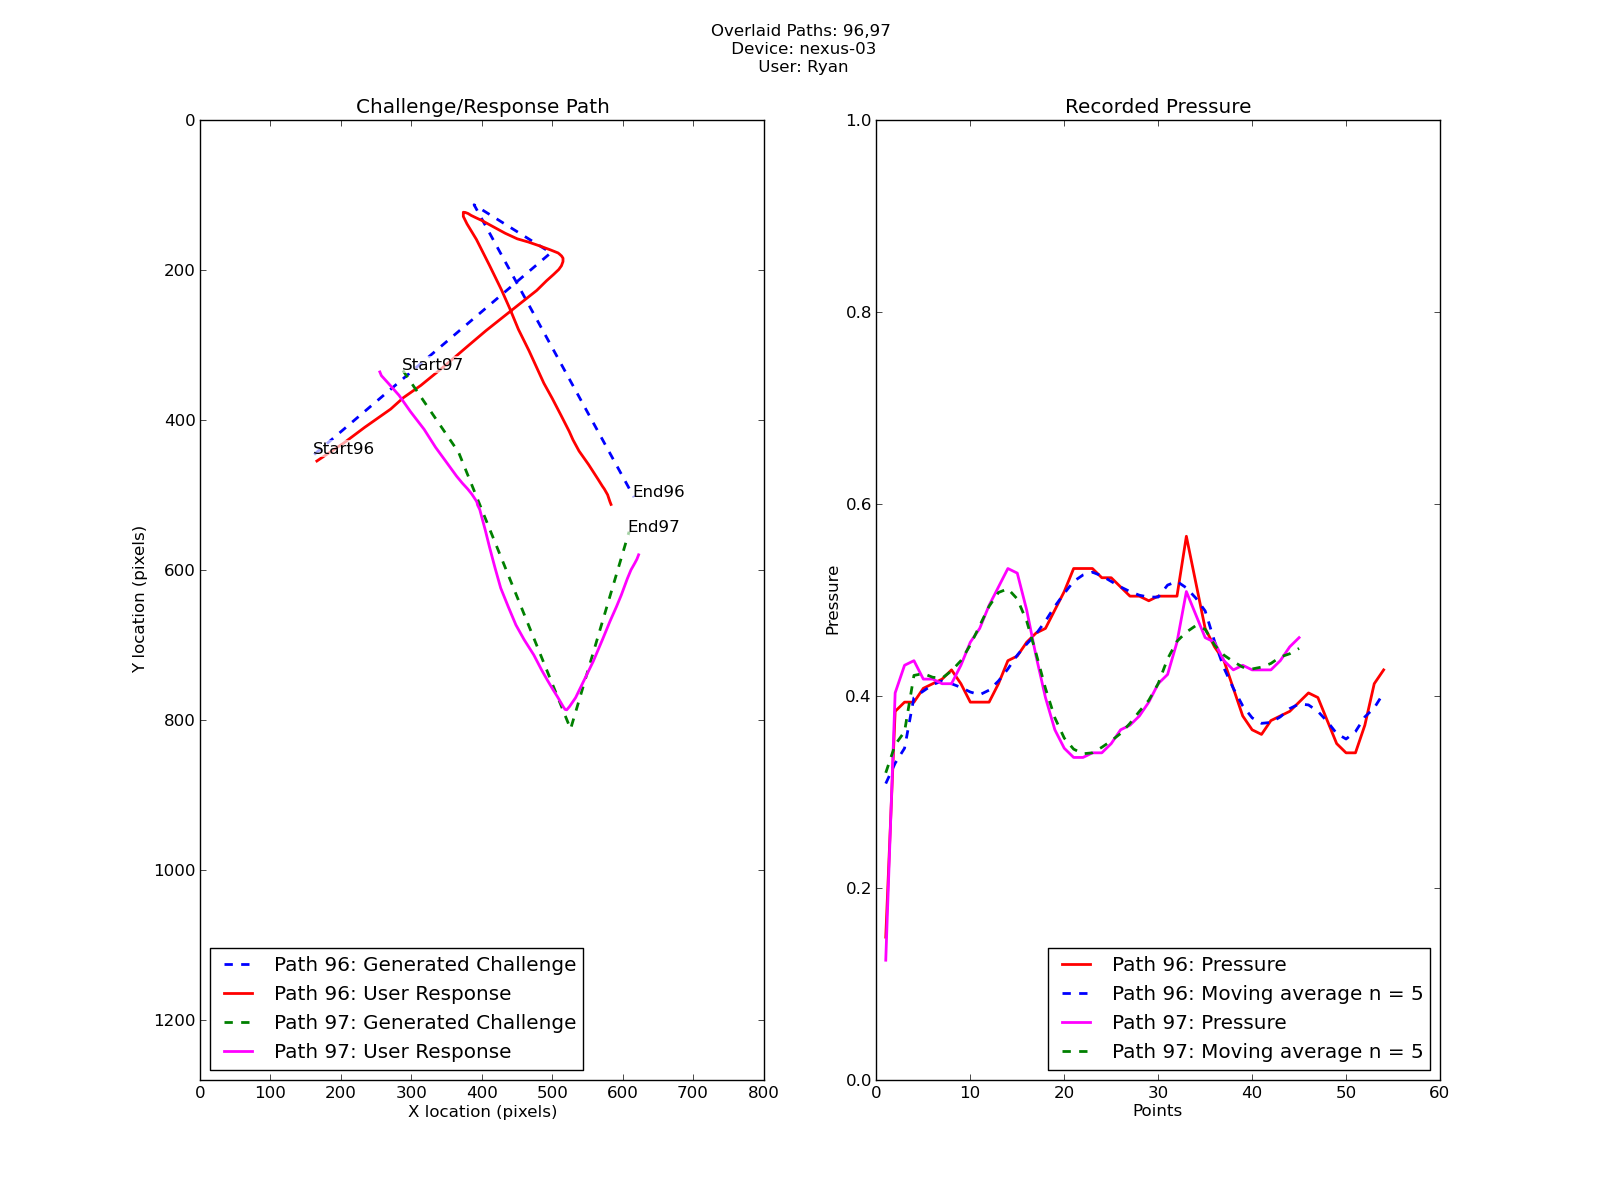 Overlaid Paths: 96,97
Device: nexus-03
User: Ryan
Challenge/Response Path
0
200
400
600
800
1000
1200
Y location (pixels)
Start97
Start96
End96
End97
Path 96: Generated Challenge
Path 96: User Response
Path 97: Generated Challenge
Path 97: User Response
0 100 200 300 400 500 600 700 800
X location (pixels)
Recorded Pressure
1.0
0.8
0.6
0.4
0.2
0.0
Pressure
Path 96: Pressure
Path 96: Moving average n = 5
Path 97: Pressure
Path 97: Moving average n = 5
0 10 20 30 40 50 60
Points